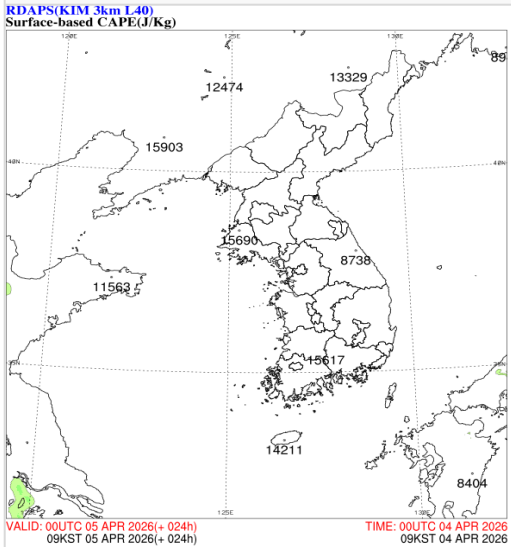 RDAPS(KIM 3km L40)
Surface-based CAPE(J/Kg)
120E 125E 130E
89
13329
12474
15903
40N 40N
15690
8738
11563
35N 15617
14211
8404
125E 130E
VALID: 00UTC 05 APR 2026(+ 024h) TIME: 00UTC 04 APR 2026
09KST 05 APR 2026(+ 024h) 09KST 04 APR 2026